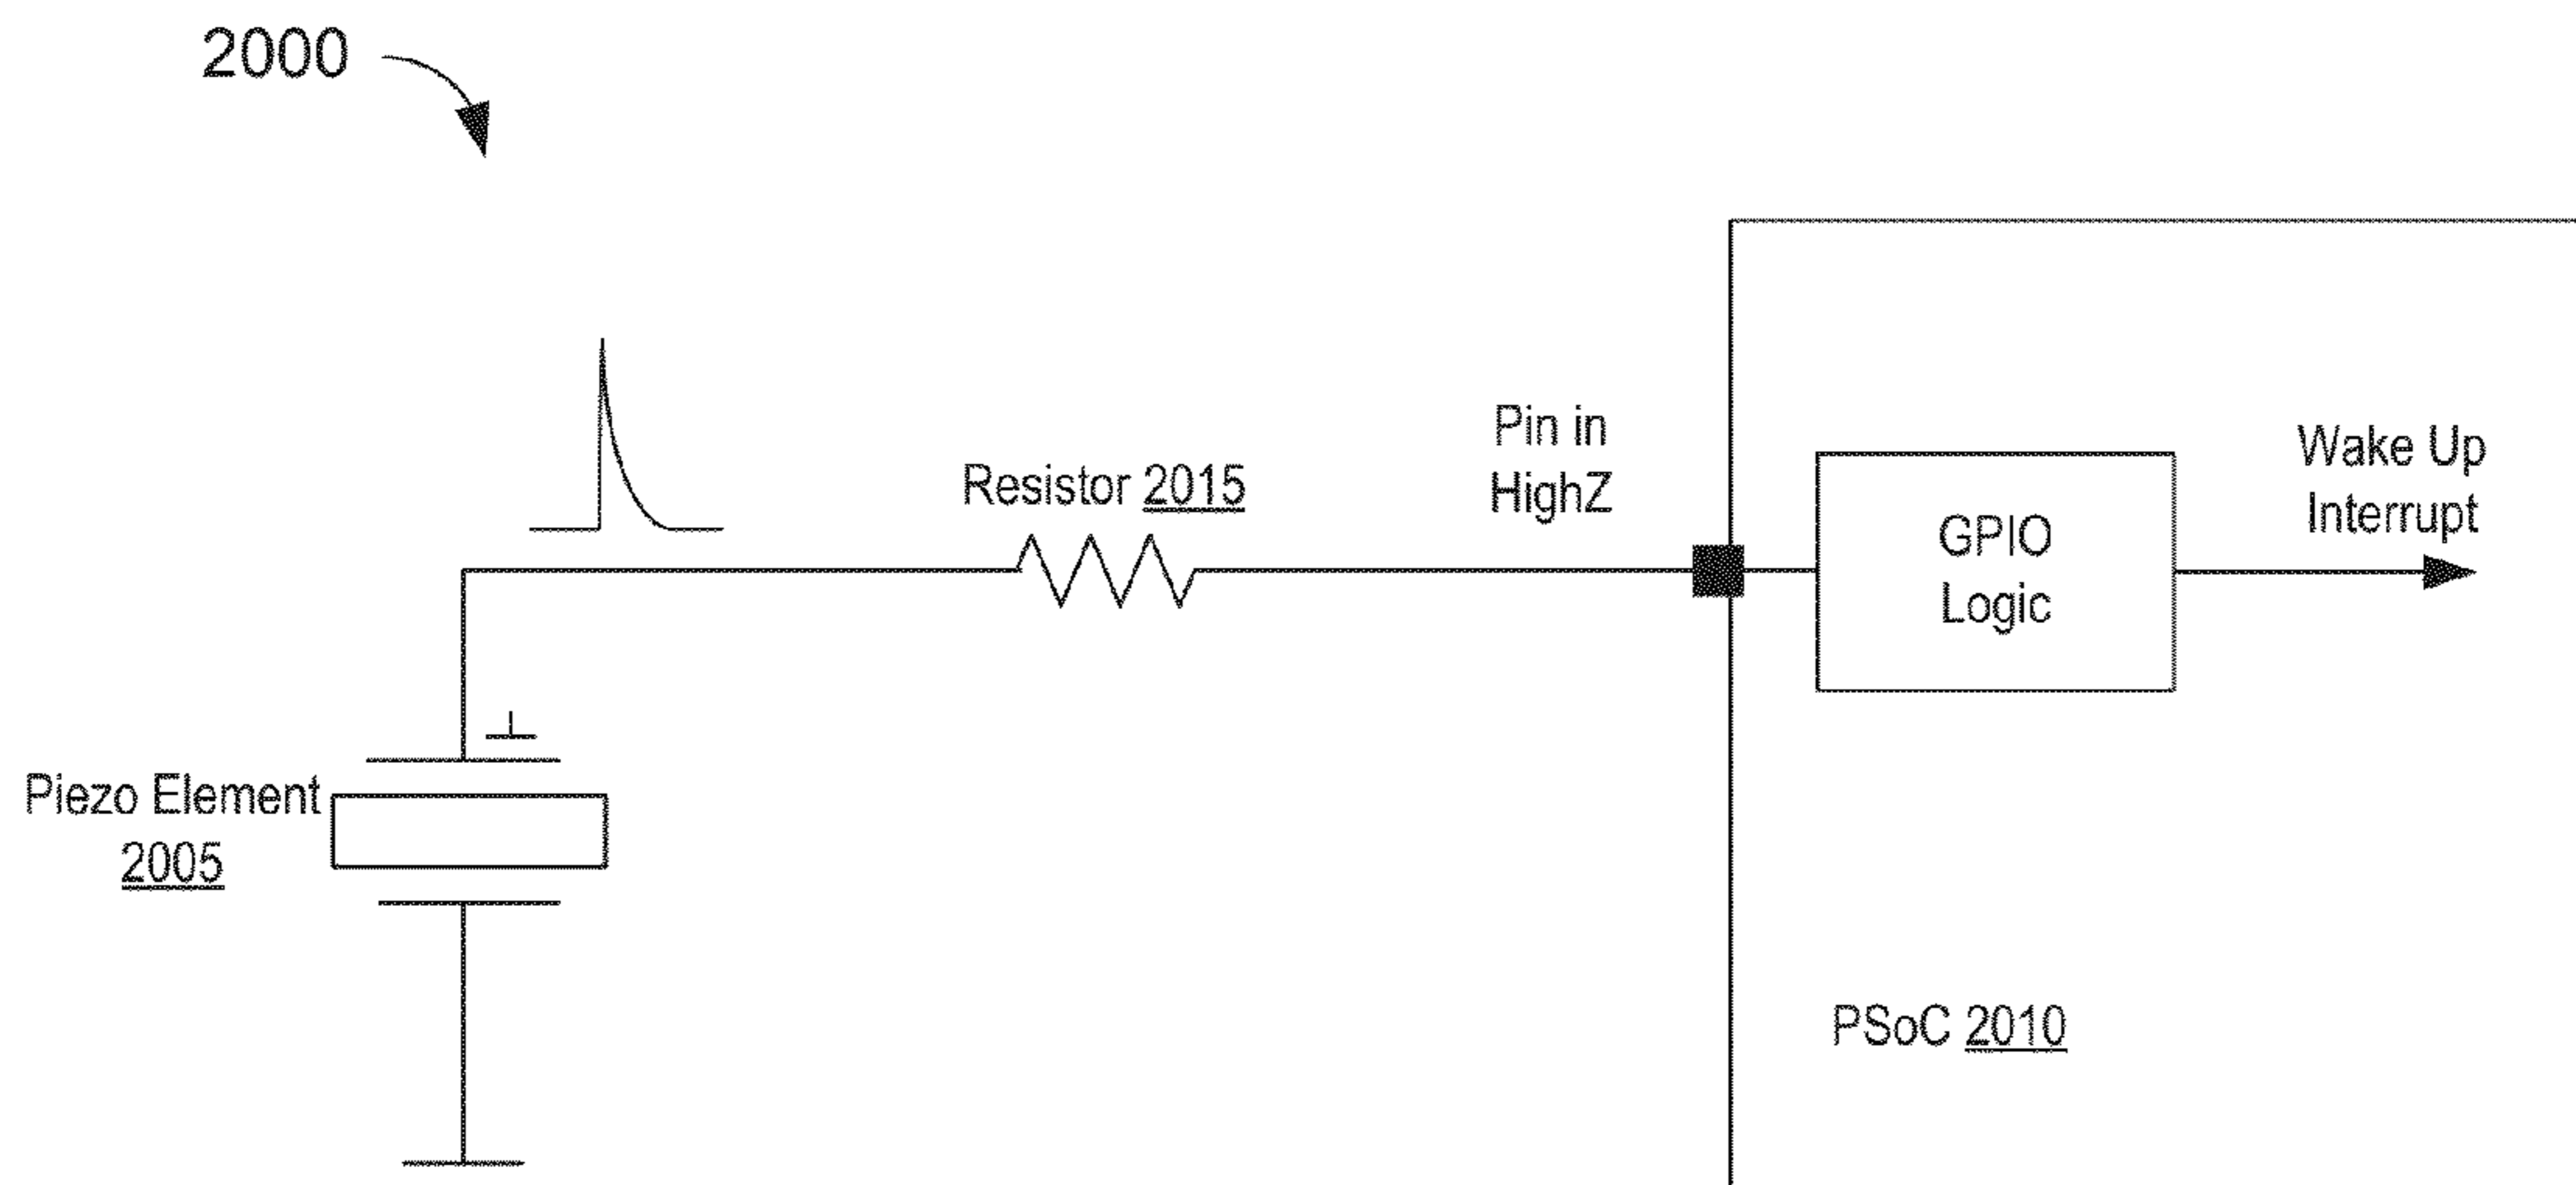 2000
Pin in
HighZ
Resistor 2015
Wake Up
Interrupt
GPIO
Logic
Piezo Element
2005
PSoC 2010